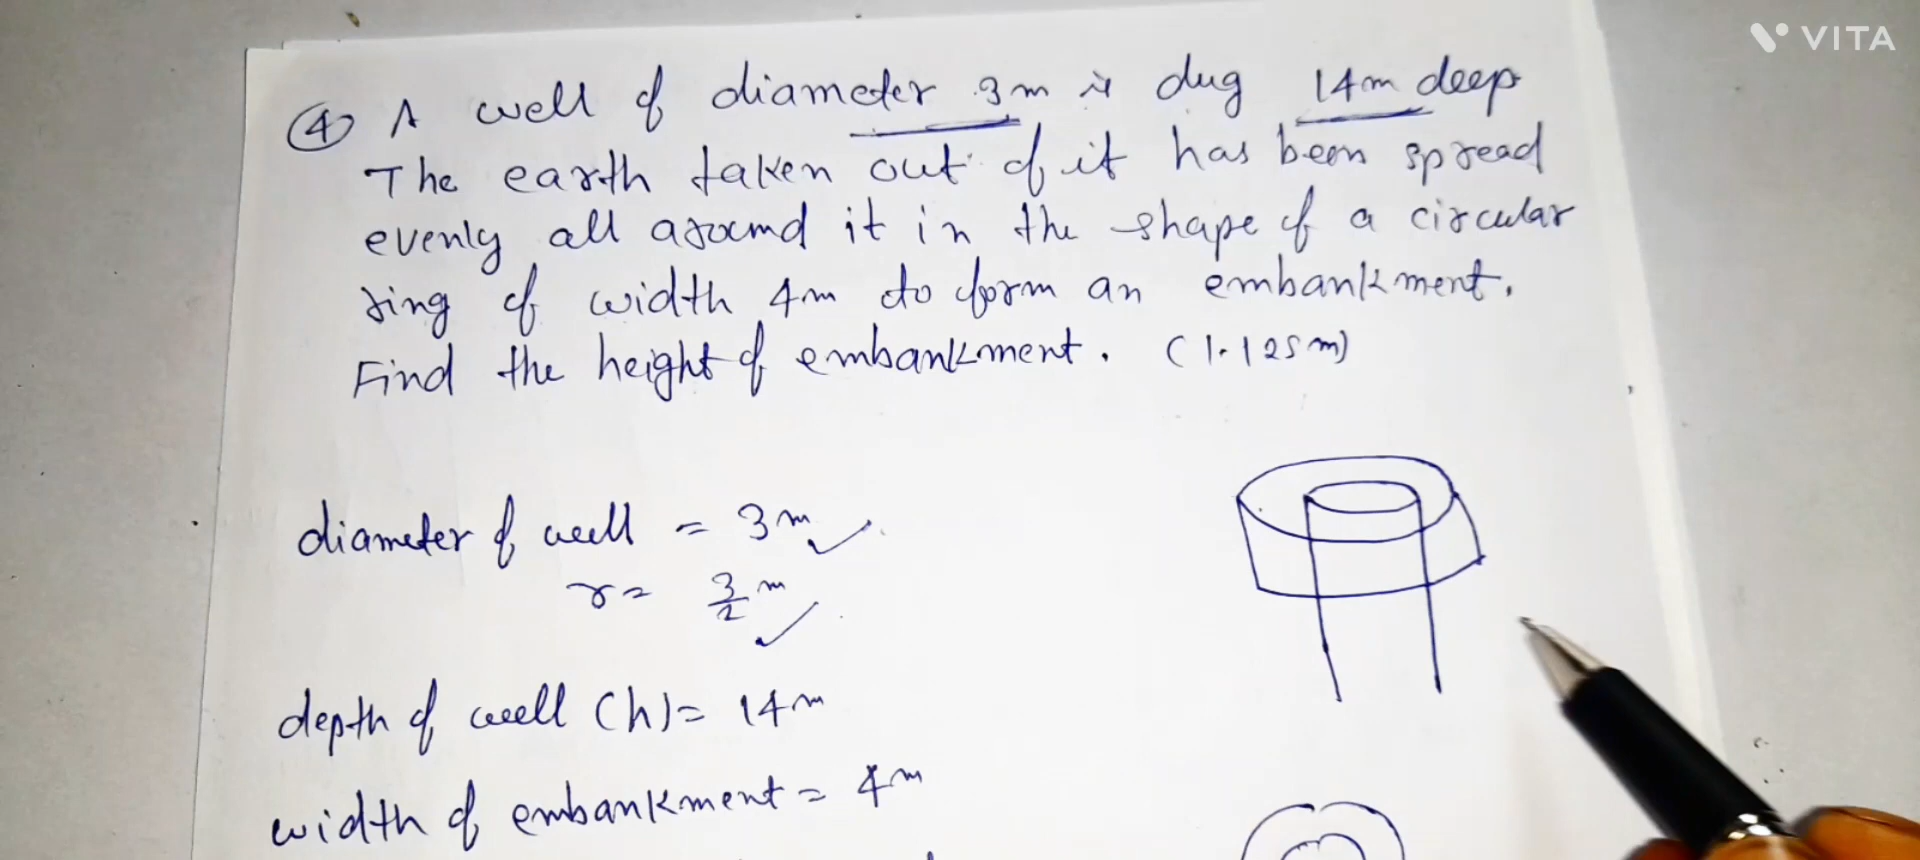 VITA
④ A well of diameter 3m is dug 14m deep
The earth taken out of it has been spread
evenly all around it in the shape of a circular
ring of width 4m to form an embankment.
Find the height of embankment. (1.125m)
diameter of well = 3m
r = 3/2 m
depth of well (h) = 14m
width of embankment = 4m